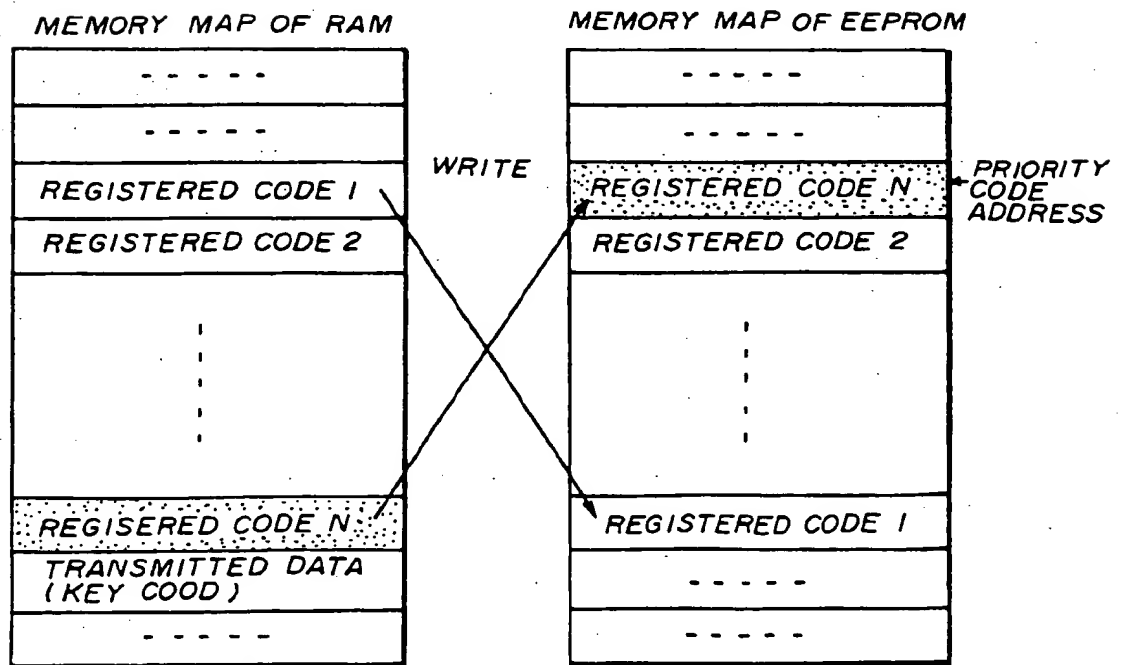 MEMORY MAP OF RAM
- - - - -
- - - - -
REGISTERED CODE 1
REGISTERED CODE 2
REGISERED CODE N
TRANSMITTED DATA
(KEY COOD)
- - - - -
WRITE
MEMORY MAP OF EEPROM
- - - - -
- - - - -
REGISTERED CODE N
REGISTERED CODE 2
REGISTERED CODE 1
- - - - -
- - - - -
PRIORITY
CODE
ADDRESS